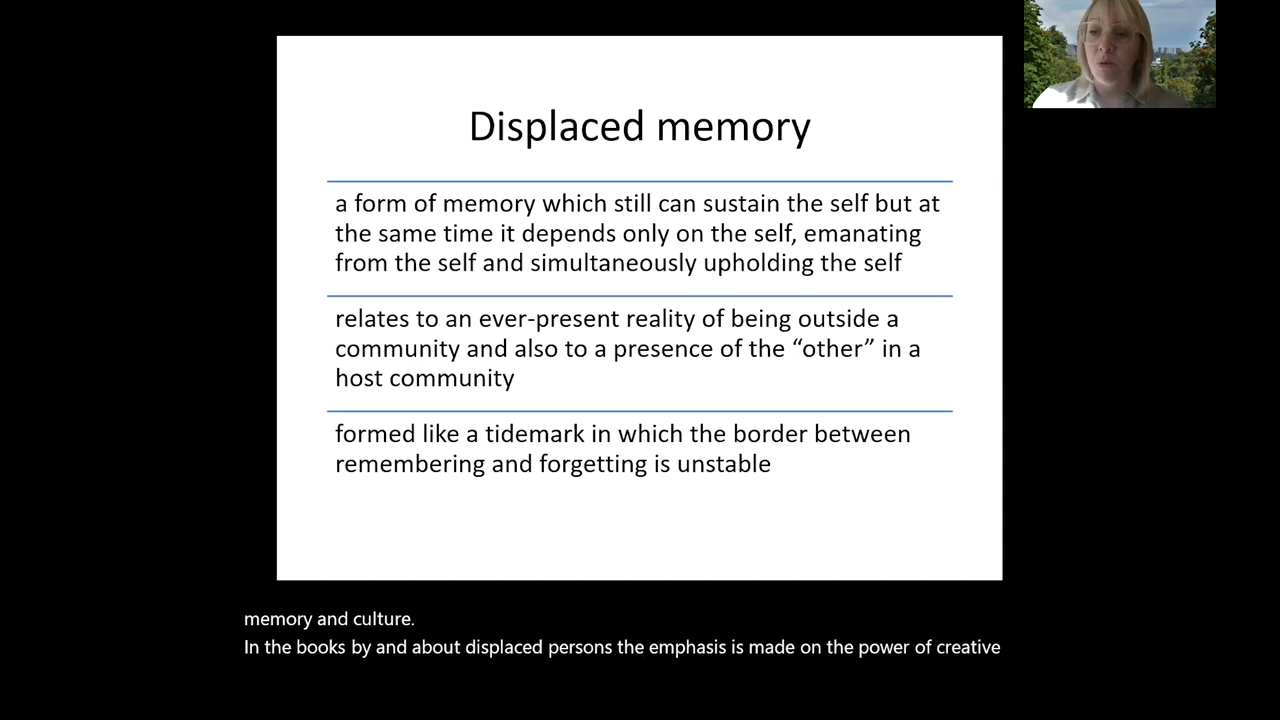 Displaced memory
a form of memory which still can sustain the self but at
the same time it depends only on the self, emanating
from the self and simultaneously upholding the self
relates to an ever-present reality of being outside a
community and also to a presence of the “other” in a
host community
formed like a tidemark in which the border between
remembering and forgetting is unstable
memory and culture.
In the books by and about displaced persons the emphasis is made on the power of creative